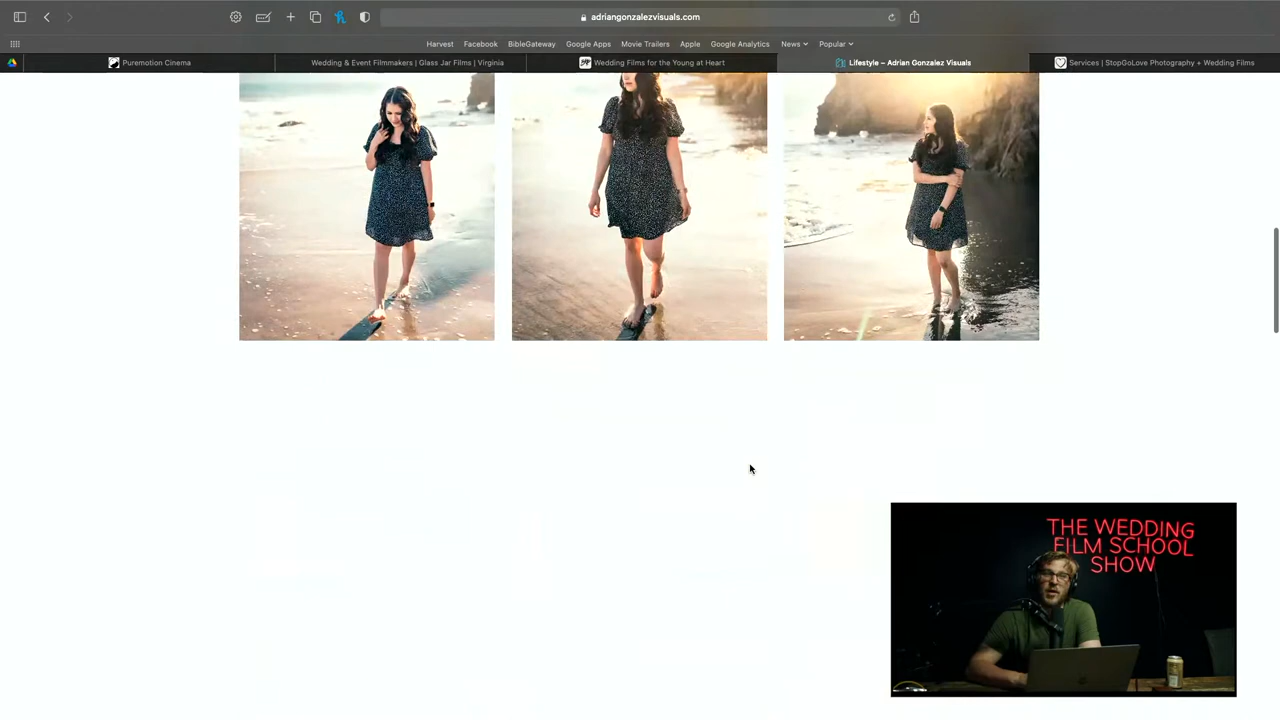 adriangonzalezvisuals.com
Harvest Facebook BibleGateway Google Apps Movie Trailers Apple Google Analytics News Popular
Puremotion Cinema Wedding & Event Filmmakers | Glass Jar Films | Virginia Wedding Films for the Young at Heart Lifestyle – Adrian Gonzalez Visuals Services | StopGoLove Photography + Wedding Films
THE WEDDING
FILM SCHOOL
SHOW